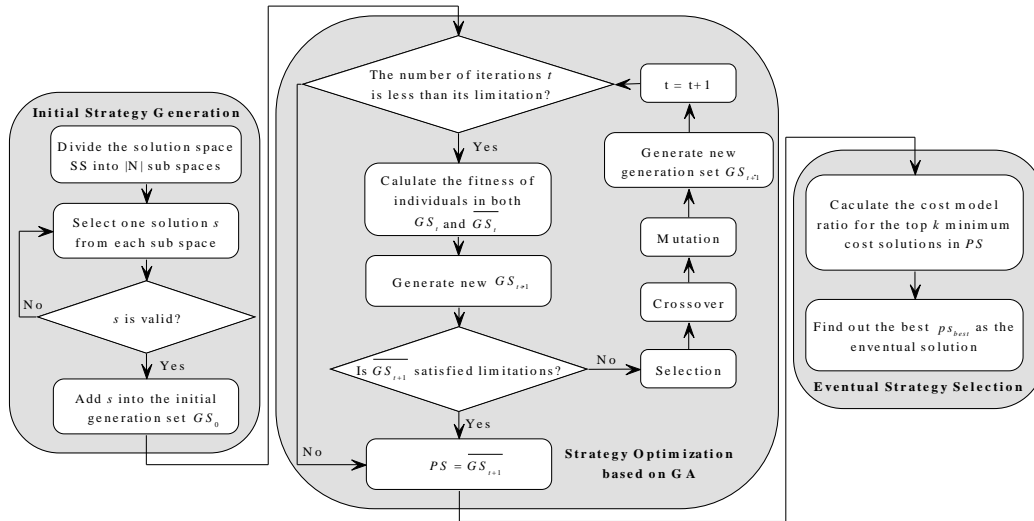 Initial Strategy Generation
Divide the solution space
SS into |N| sub spaces
Select one solution s
from each sub space
No
s is valid?
Yes
Add s into the initial
generation set GS₀
The number of iterations t
is less than its limitation?
Yes
Calulate the fitness of
individuals in both
GSₜ and \overline{GSₜ}
Generate new GSₜ₊₁
Is \overline{GSₜ₊₁} satisfied limitations?
No
Yes
No
PS = \overline{GSₜ₊₁}
t = t+1
Generate new
generation set GSₜ₊₁
Mutation
Crossover
Selection
Strategy Optimization
based on GA
Caculate the cost model
ratio for the top k minimum
cost solutions in PS
Find out the best ps_{best} as the
enventual solution
Eventual Strategy Selection